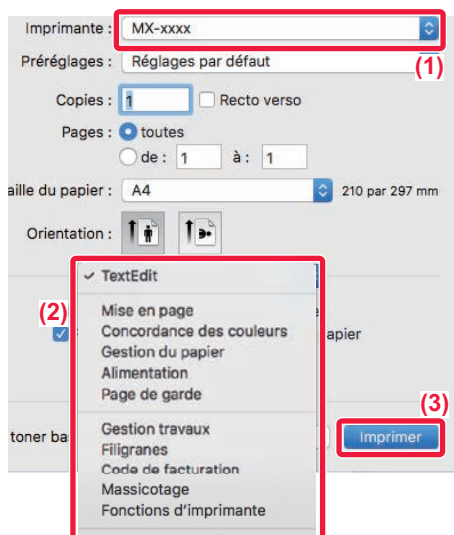 Imprimante : MX-xxxx
(1)
Préréglages : Réglages par défaut
Copies : 1 Recto verso
Pages : toutes
de : 1 à : 1
aille du papier : A4 210 par 297 mm
Orientation :
✓ TextEdit
(2)
Mise en page
Concordance des couleurs
apier
Gestion du papier
Alimentation
Page de garde
(3)
Gestion travaux
toner bas
Imprimer
Filigranes
Code de facturation
Massicotage
Fonctions d'imprimante